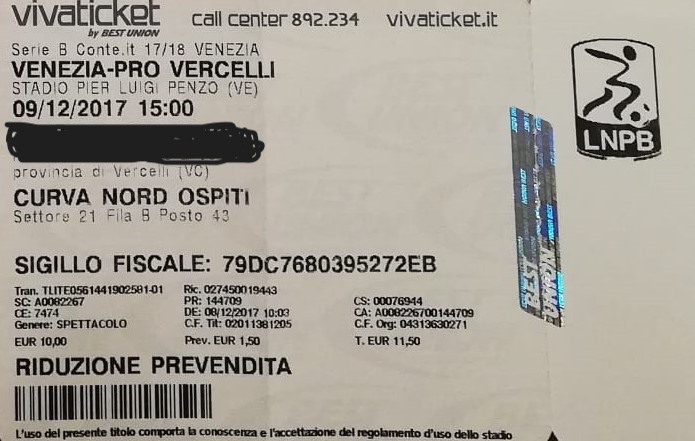 vivaticket call center 892.234 vivaticket.it
by BEST UNION
Serie B Conte.it 17/18 VENEZIA
VENEZIA-PRO VERCELLI
STADIO PIER LUIGI PENZO (VE)
09/12/2017 15:00
LNPB
provincia di Vercelli (VC)
CURVA NORD OSPITI
Settore 21 Fila B Posto 43
BEST UNION
SIGILLO FISCALE: 79DC7680395272EB
Tran. TLITE0561441902581-01 Ric. 027450019443
SC: A0082267 PR: 144709 CS: 00076944
CE: 7474 DE: 08/12/2017 10:03 CA: A008226700144709
Genere: SPETTACOLO C.F. Tit: 02011381205 C.F. Org: 04313630271
EUR 10,00 Prev. EUR 1,50 T. EUR 11,50
RIDUZIONE PREVENDITA
L'uso del presente titolo comporta la conoscenza e l'accettazione del regolamento d'uso dello stadio